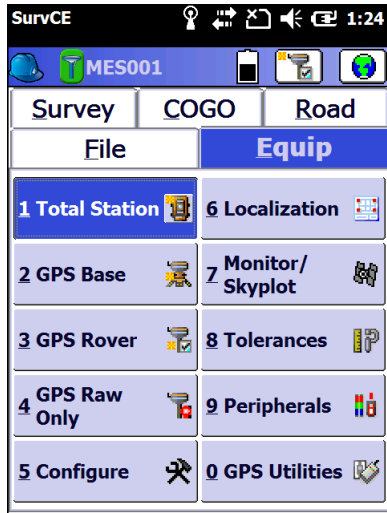 SurvCE 1:24
MES001
Survey COGO Road
File Equip
1 Total Station 6 Localization
2 GPS Base 7 Monitor/
Skyplot
3 GPS Rover 8 Tolerances
4 GPS Raw
Only 9 Peripherals
5 Configure 0 GPS Utilities